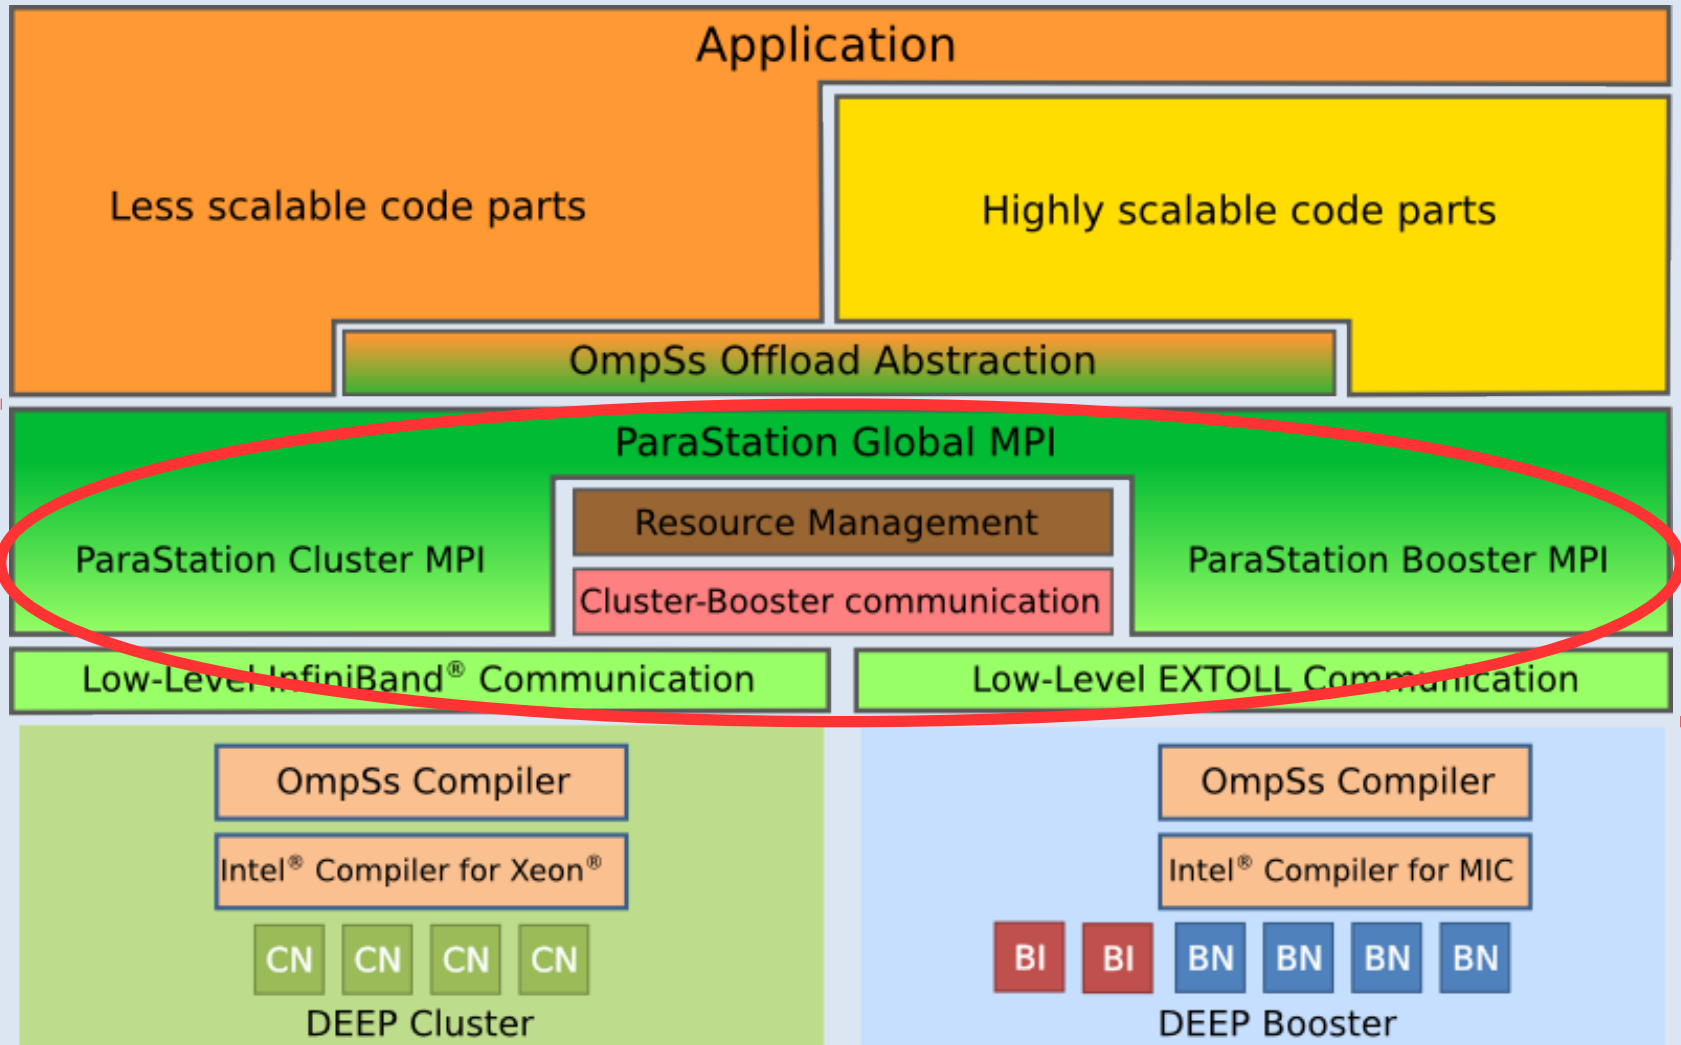 Application
Less scalable code parts
Highly scalable code parts
OmpSs Offload Abstraction
ParaStation Global MPI
Resource Management
ParaStation Cluster MPI
ParaStation Booster MPI
Cluster-Booster communication
Low-Level InfiniBand® Communication
Low-Level EXTOLL Communication
OmpSs Compiler
OmpSs Compiler
Intel® Compiler for Xeon®
Intel® Compiler for MIC
CN CN CN CN
BI BI BN BN BN BN
DEEP Cluster
DEEP Booster